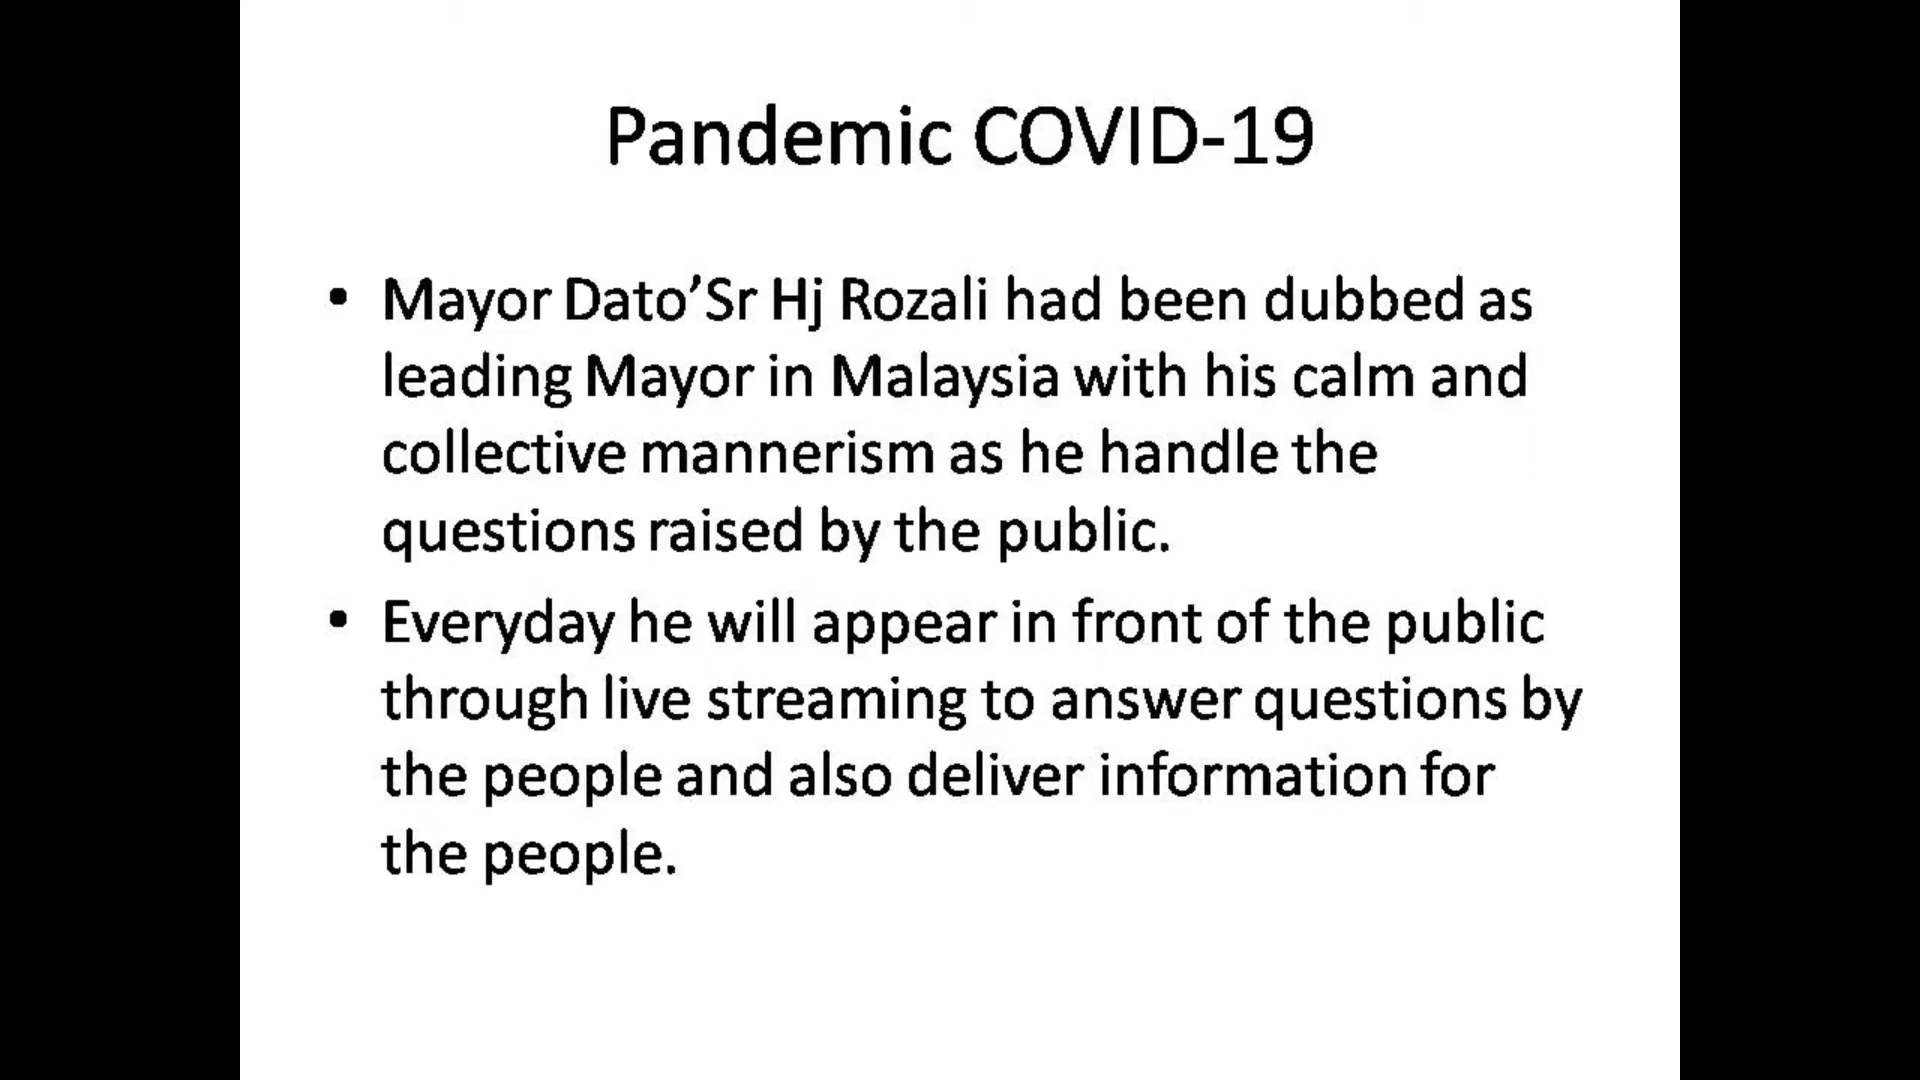 Pandemic COVID-19
• Mayor Dato’Sr Hj Rozali had been dubbed as
leading Mayor in Malaysia with his calm and
collective mannerism as he handle the
questions raised by the public.
• Everyday he will appear in front of the public
through live streaming to answer questions by
the people and also deliver information for
the people.